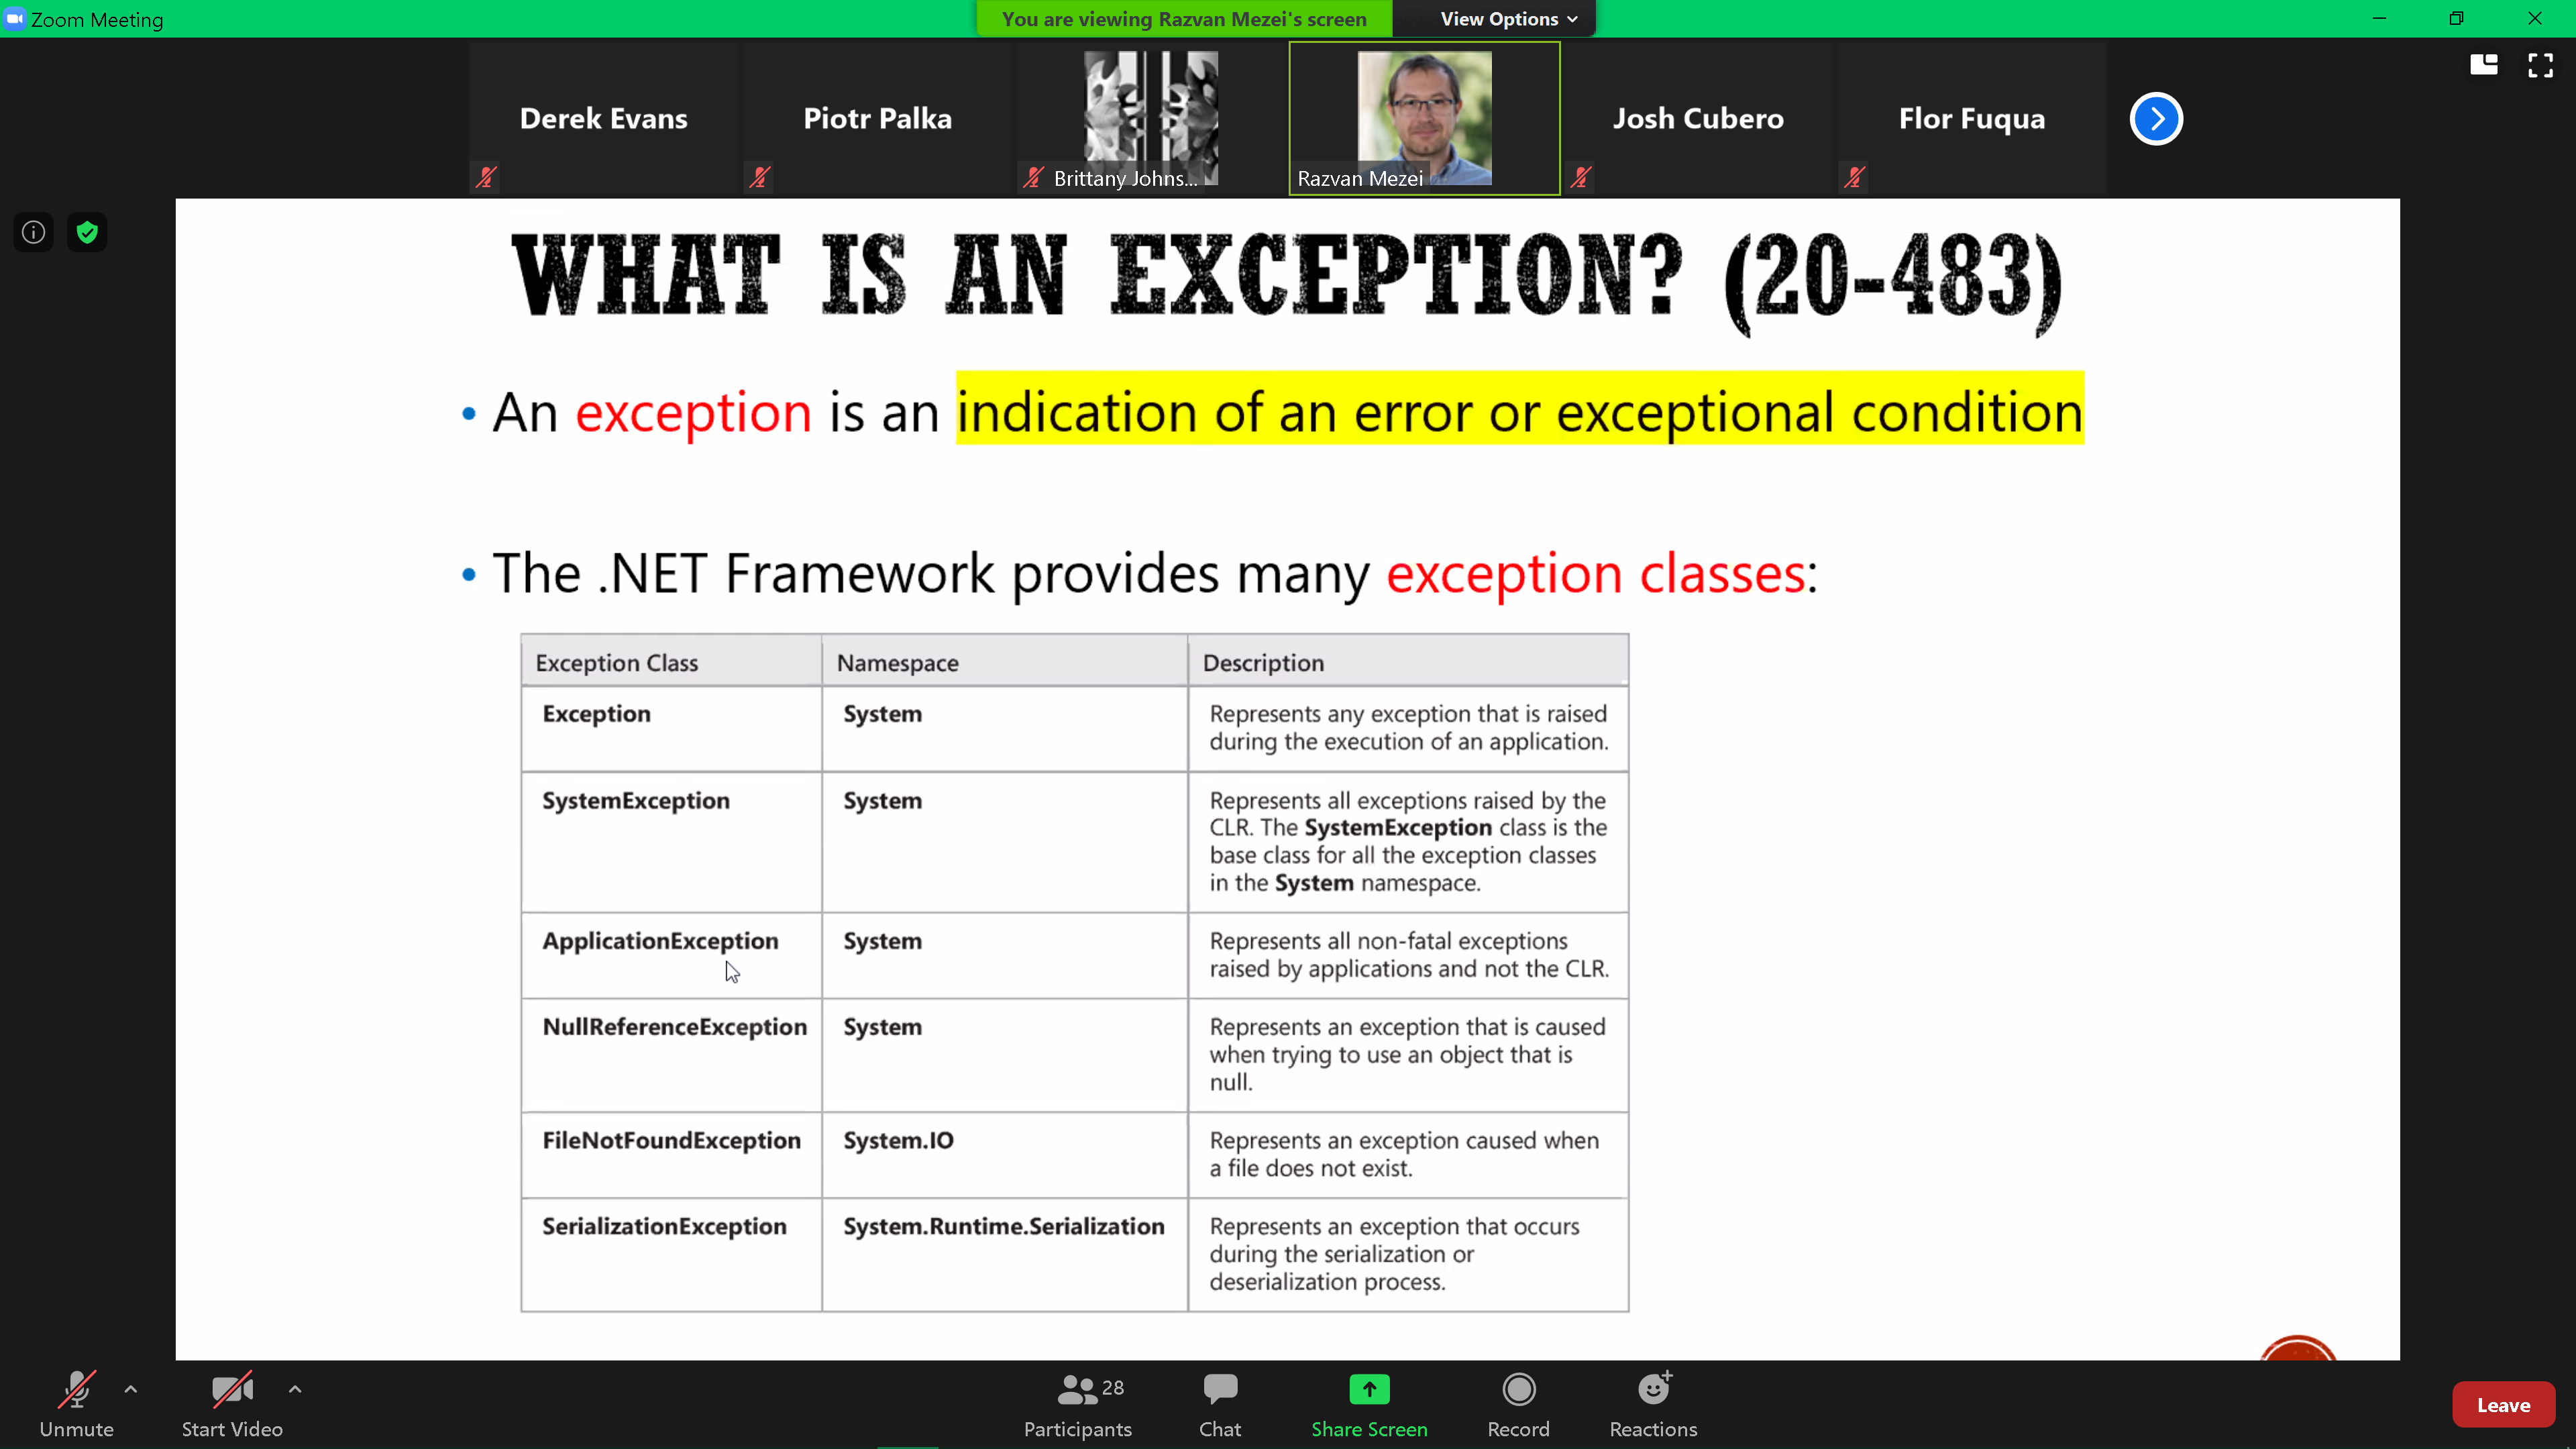 Zoom Meeting
You are viewing Razvan Mezei's screen
View Options
Derek Evans
Piotr Palka
Brittany Johns...
Razvan Mezei
Josh Cubero
Flor Fuqua
WHAT IS AN EXCEPTION? (20-483)
• An exception is an indication of an error or exceptional condition
• The .NET Framework provides many exception classes:
Exception Class Namespace Description
Exception System Represents any exception that is raised
during the execution of an application.
SystemException System Represents all exceptions raised by the
CLR. The SystemException class is the
base class for all the exception classes
in the System namespace.
ApplicationException System Represents all non-fatal exceptions
raised by applications and not the CLR.
NullReferenceException System Represents an exception that is caused
when trying to use an object that is
null.
FileNotFoundException System.IO Represents an exception caused when
a file does not exist.
SerializationException System.Runtime.Serialization Represents an exception that occurs
during the serialization or
deserialization process.
Unmute
Start Video
28
Participants
Chat
Share Screen
Record
Reactions
Leave